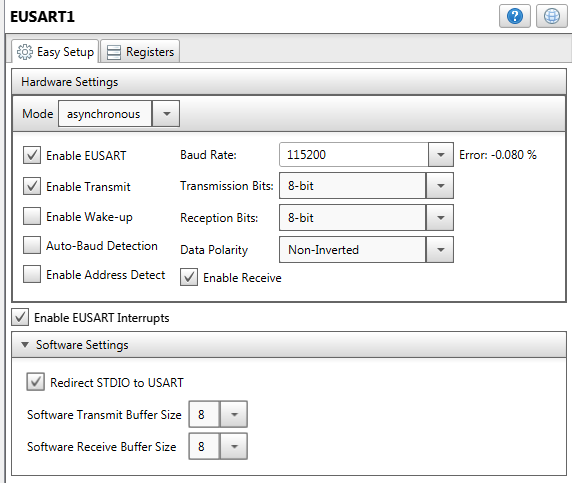 EUSART1
?
Easy Setup Registers
Hardware Settings
Mode asynchronous
Enable EUSART Baud Rate: 115200 Error: -0.080 %
Enable Transmit Transmission Bits: 8-bit
Enable Wake-up Reception Bits: 8-bit
Auto-Baud Detection Data Polarity Non-Inverted
Enable Address Detect Enable Receive
Enable EUSART Interrupts
Software Settings
Redirect STDIO to USART
Software Transmit Buffer Size 8
Software Receive Buffer Size 8